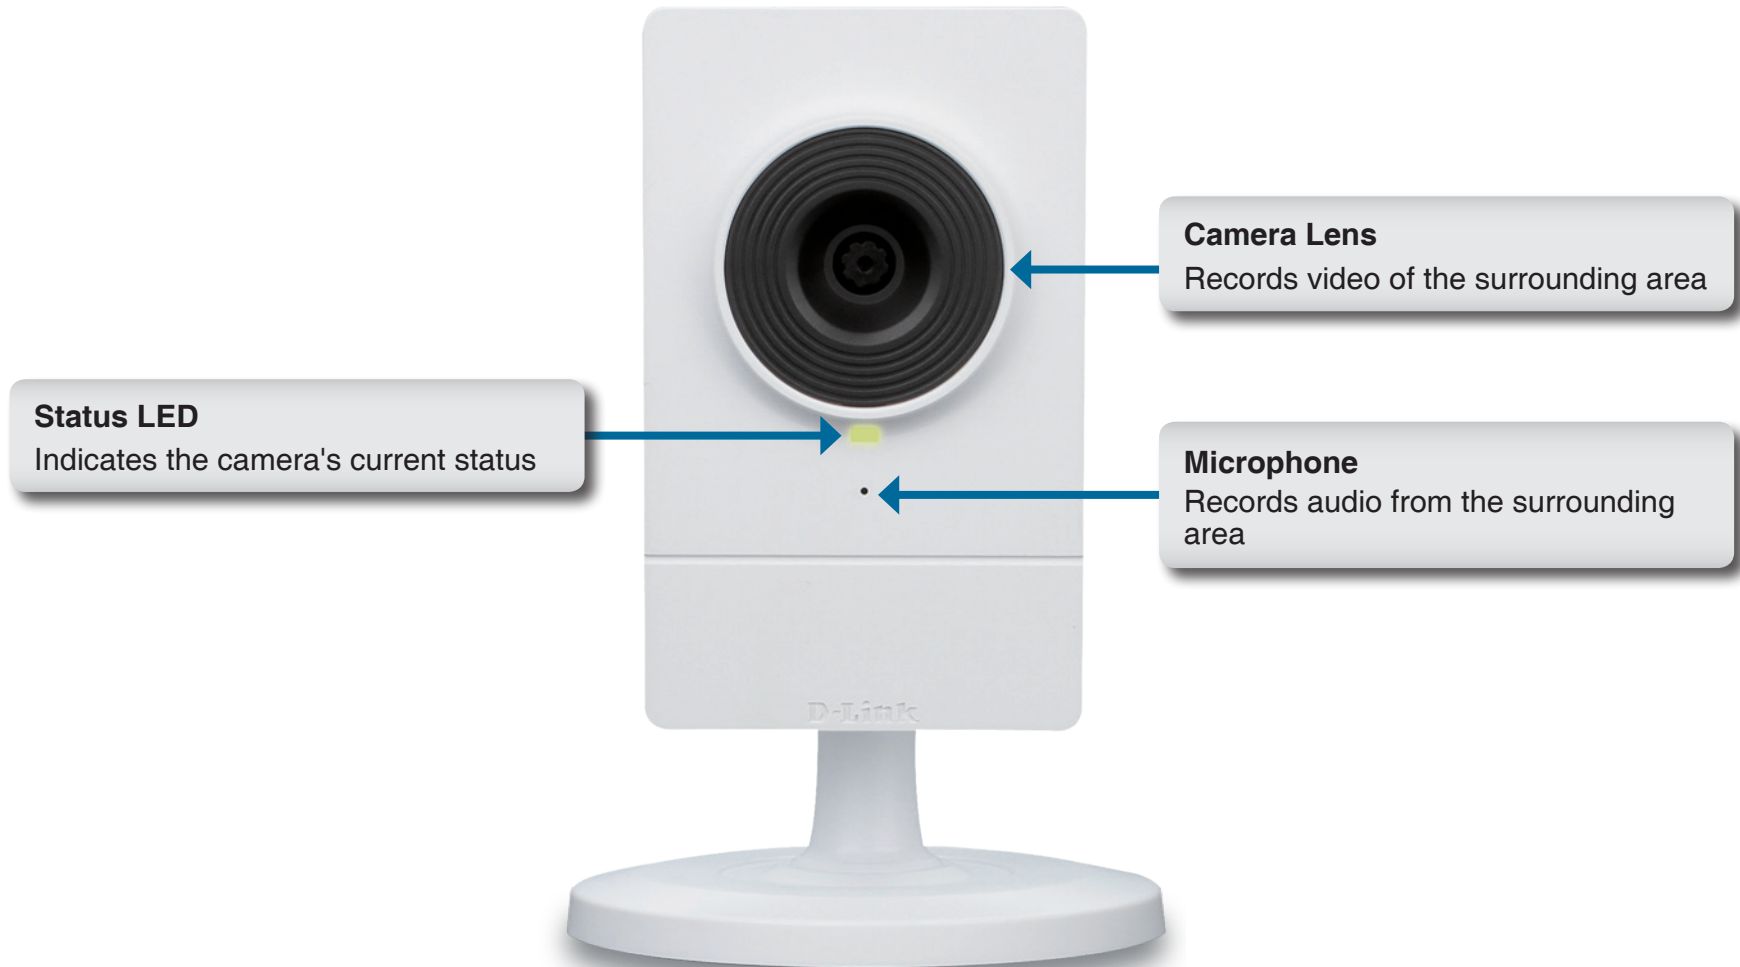 Camera Lens
Records video of the surrounding area
Status LED
Indicates the camera's current status
Microphone
Records audio from the surrounding
area
D-Link